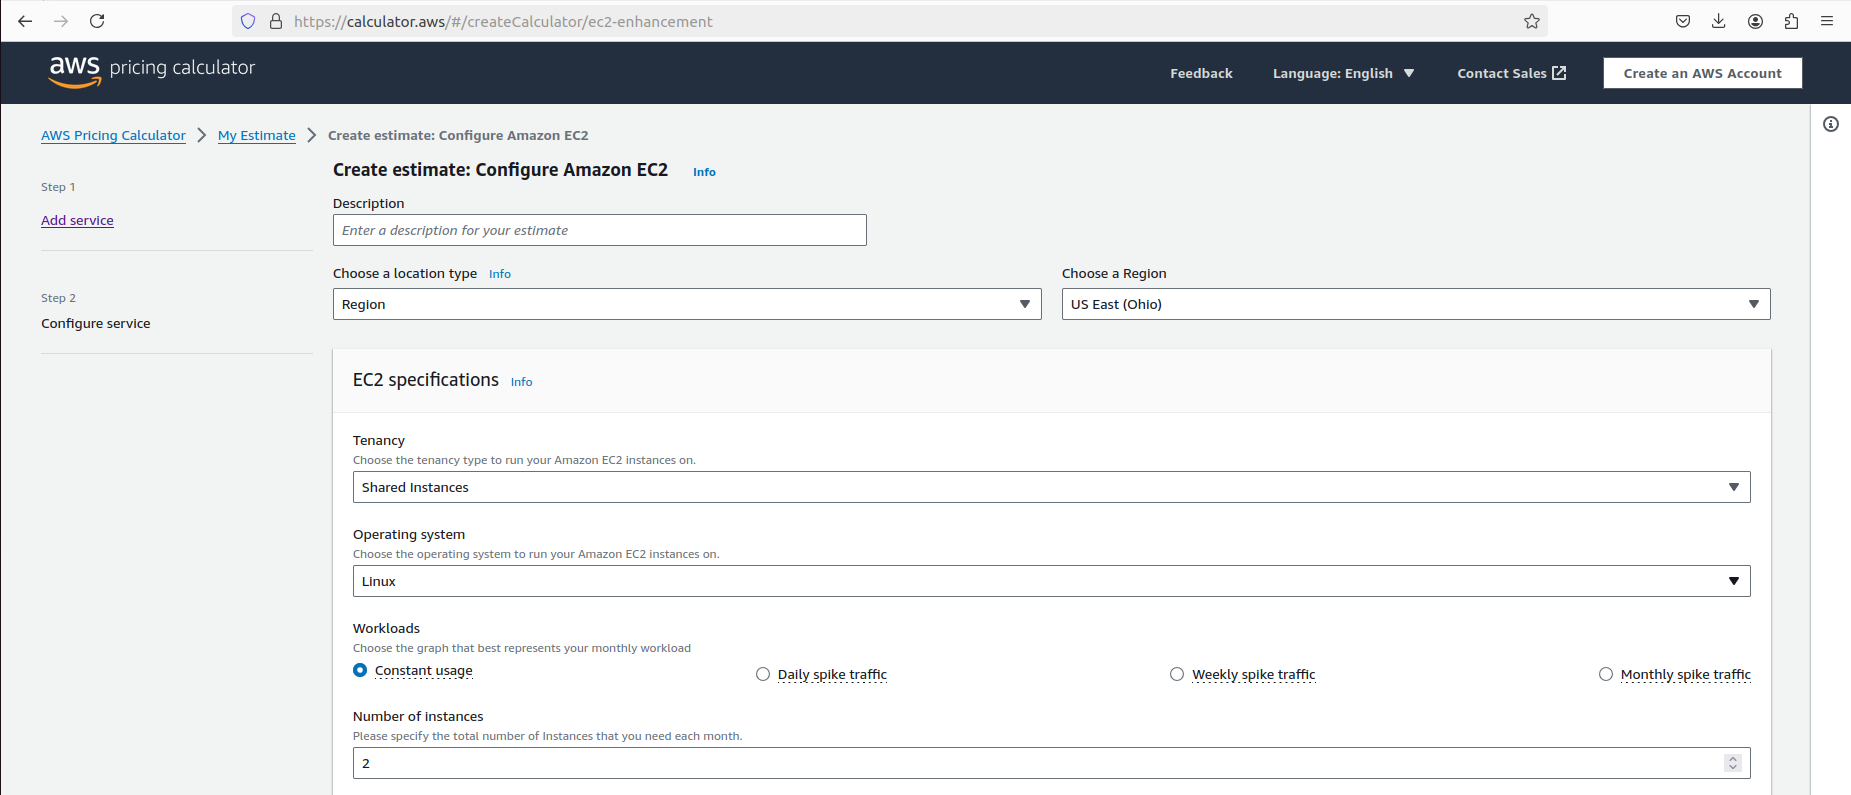 https://calculator.aws/#/createCalculator/ec2-enhancement
aws pricing calculator
Feedback
Language: English
Contact Sales
Create an AWS Account
AWS Pricing Calculator
My Estimate
Create estimate: Configure Amazon EC2
Step 1
Add service
Step 2
Configure service
Create estimate: Configure Amazon EC2 Info
Description
Enter a description for your estimate
Choose a location type Info
Region
Choose a Region
US East (Ohio)
EC2 specifications Info
Tenancy
Choose the tenancy type to run your Amazon EC2 instances on.
Shared Instances
Operating system
Choose the operating system to run your Amazon EC2 instances on.
Linux
Workloads
Choose the graph that best represents your monthly workload
Constant usage
Daily spike traffic
Weekly spike traffic
Monthly spike traffic
Number of instances
Please specify the total number of Instances that you need each month.
2